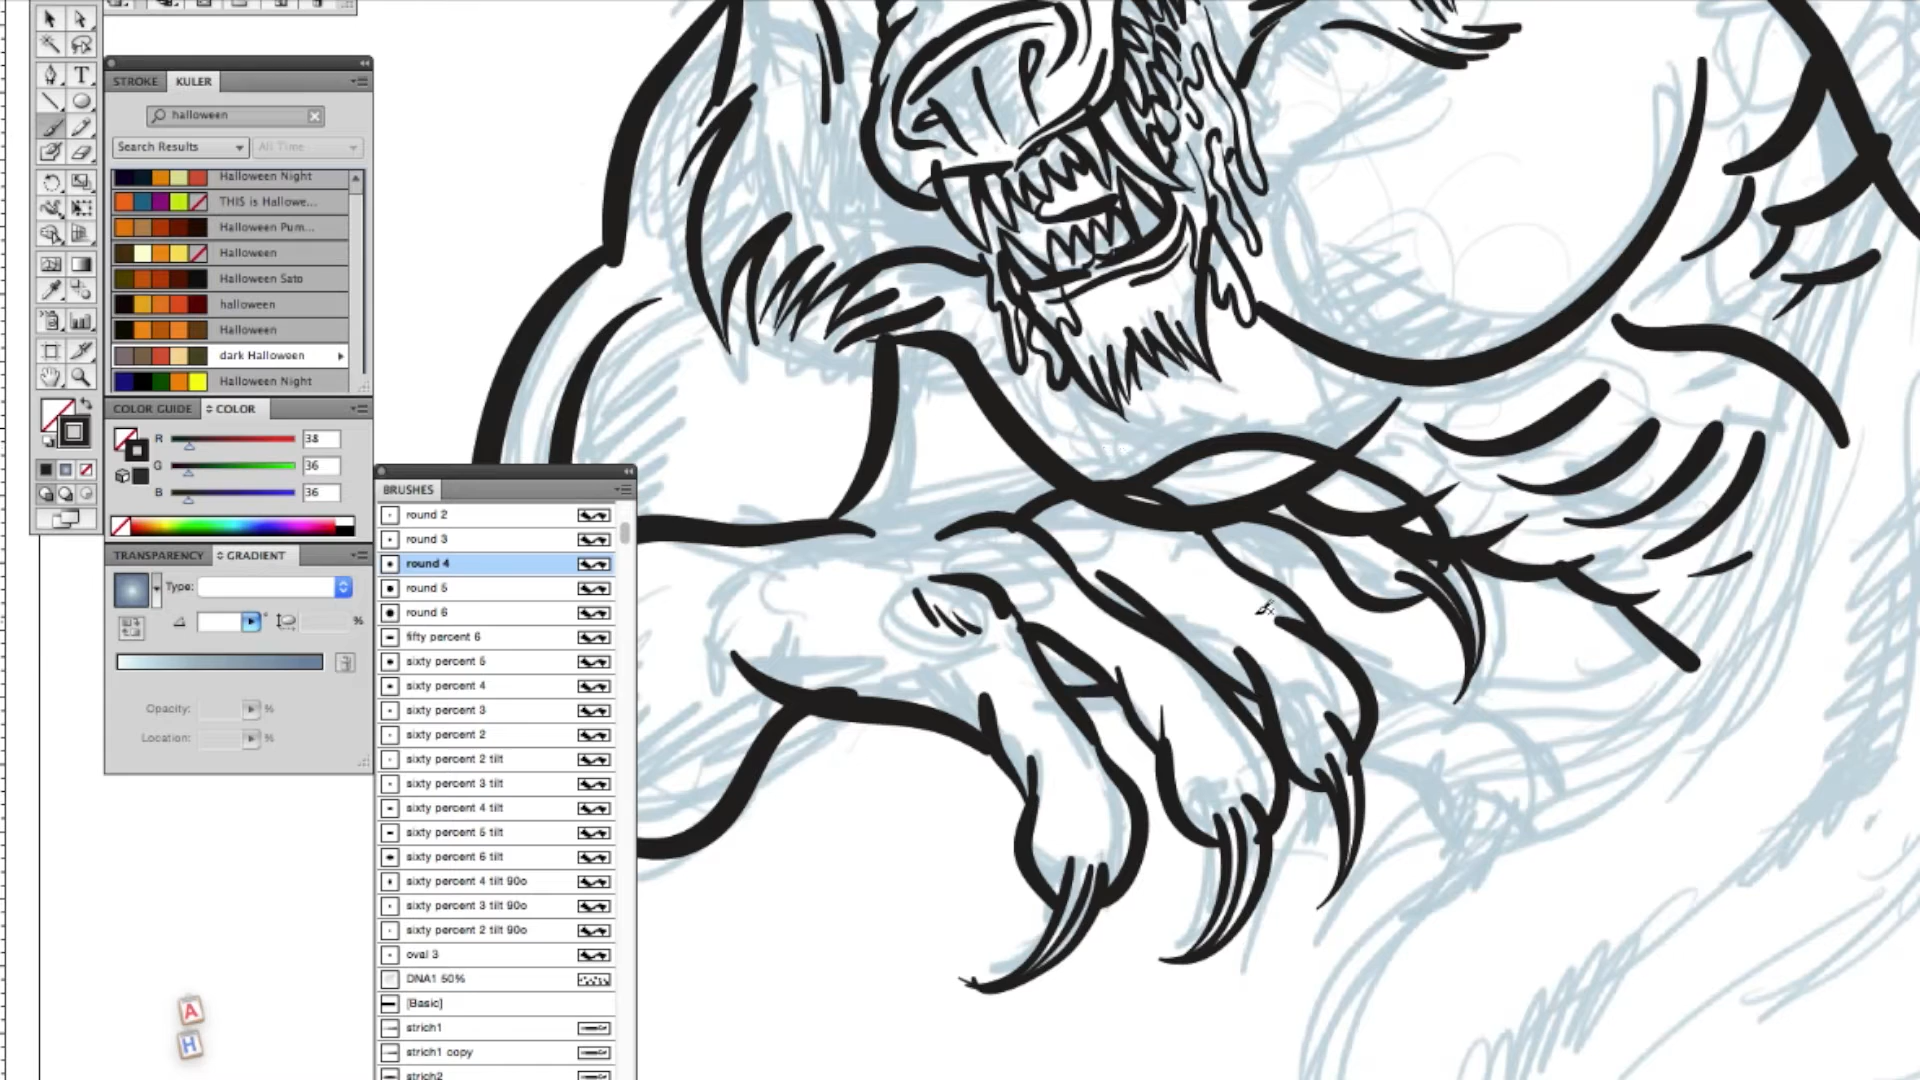 T
STROKE KULER
halloween
Search Results All Time
Halloween Night
THIS is Hallowe...
Halloween Pum...
Halloween
Halloween Sato
halloween
Halloween
dark Halloween
Halloween Night
COLOR GUIDE COLOR
R 38
G 36
B 36
TRANSPARENCY GRADIENT
Type:
°
%
Opacity: %
Location: %
BRUSHES
round 2
round 3
round 4
round 5
round 6
fifty percent 6
sixty percent 5
sixty percent 4
sixty percent 3
sixty percent 2
sixty percent 2 tilt
sixty percent 3 tilt
sixty percent 4 tilt
sixty percent 5 tilt
sixty percent 6 tilt
sixty percent 4 tilt 90o
sixty percent 3 tilt 90o
sixty percent 2 tilt 90o
oval 3
DNA1 50%
[Basic]
strich1
strich1 copy
strich2
A
H